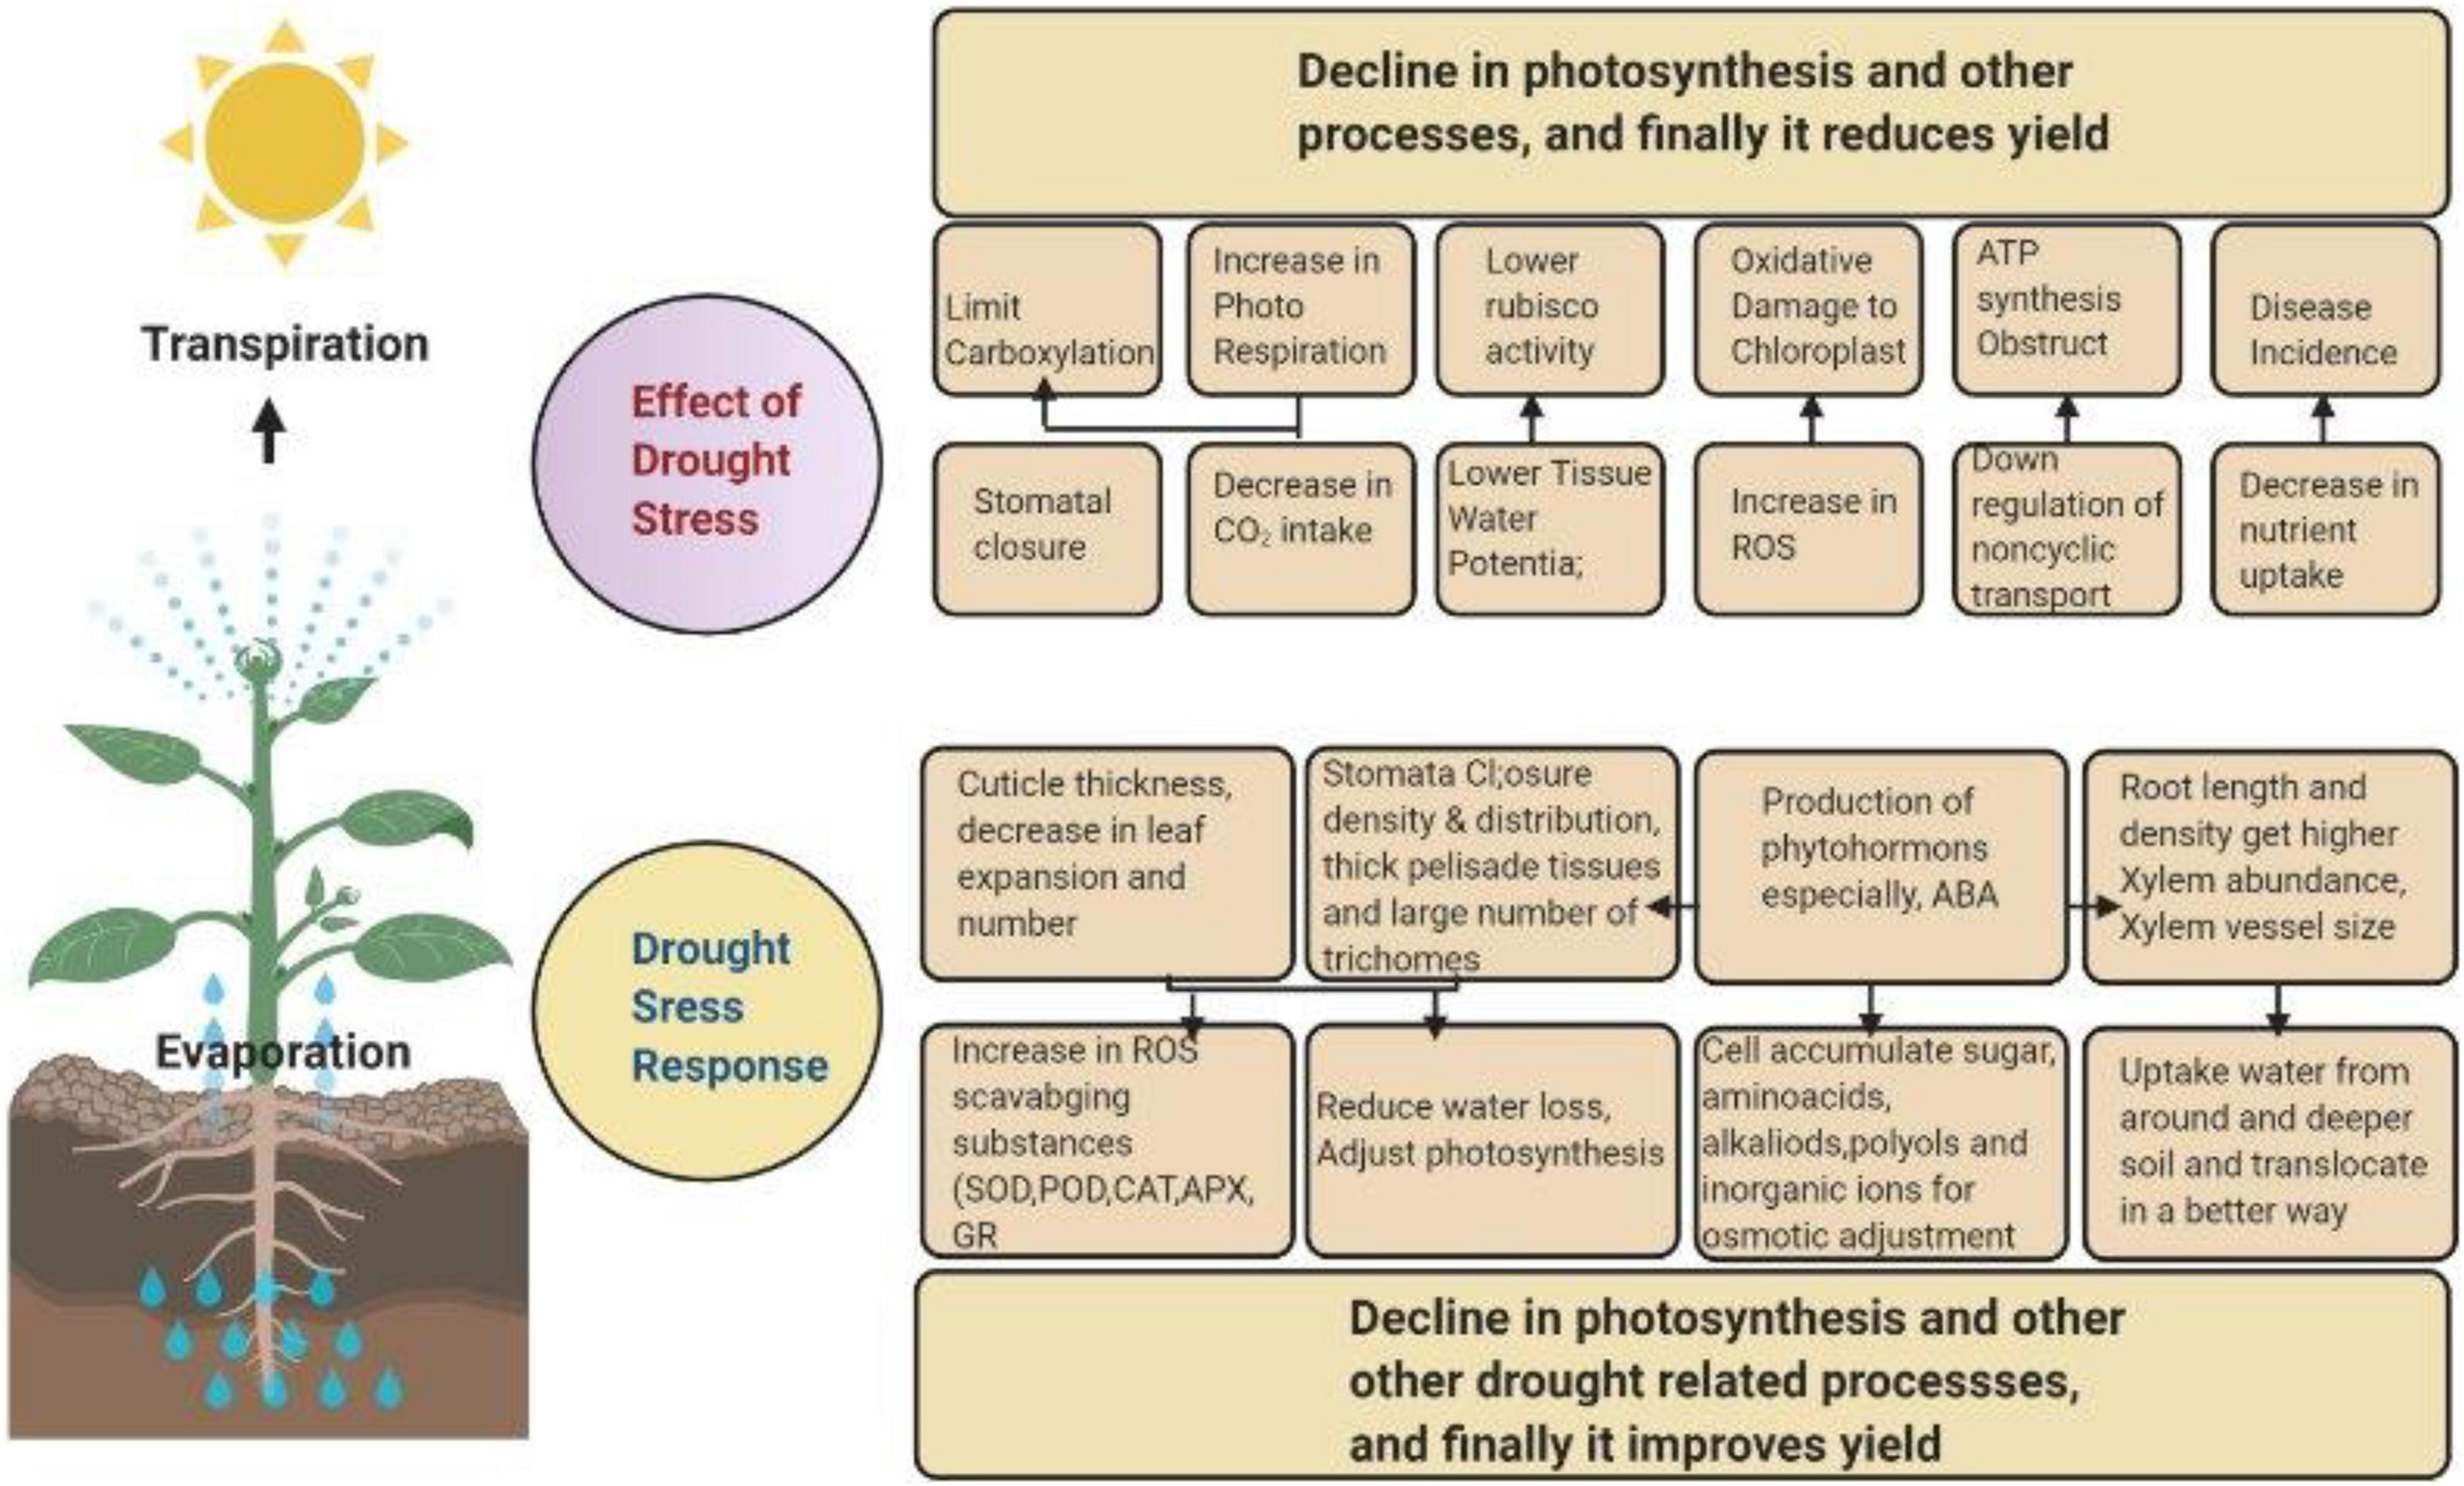 Decline in photosynthesis and other
processes, and finally it reduces yield
Transpiration
Effect of
Drought
Stress
Limit
Carboxylation
Increase in
Photo
Respiration
Lower
rubisco
activity
Oxidative
Damage to
Chloroplast
ATP
synthesis
Obstruct
Disease
Incidence
Stomatal
closure
Decrease in
CO₂ intake
Lower Tissue
Water
Potentia;
Increase in
ROS
Down
regulation of
noncyclic
transport
Decrease in
nutrient
uptake
Evaporation
Drought
Sress
Response
Cuticle thickness,
decrease in leaf
expansion and
number
Stomata Cl;osure
density & distribution,
thick pelisade tissues
and large number of
trichomes
Production of
phytohormons
especially, ABA
Root length and
density get higher
Xylem abundance,
Xylem vessel size
Increase in ROS
scavabging
substances
(SOD,POD,CAT,APX,
GR
Reduce water loss,
Adjust photosynthesis
Cell accumulate sugar,
aminoacids,
alkaliods,polyols and
inorganic ions for
osmotic adjustment
Uptake water from
around and deeper
soil and translocate
in a better way
Decline in photosynthesis and other
other drought related processses,
and finally it improves yield